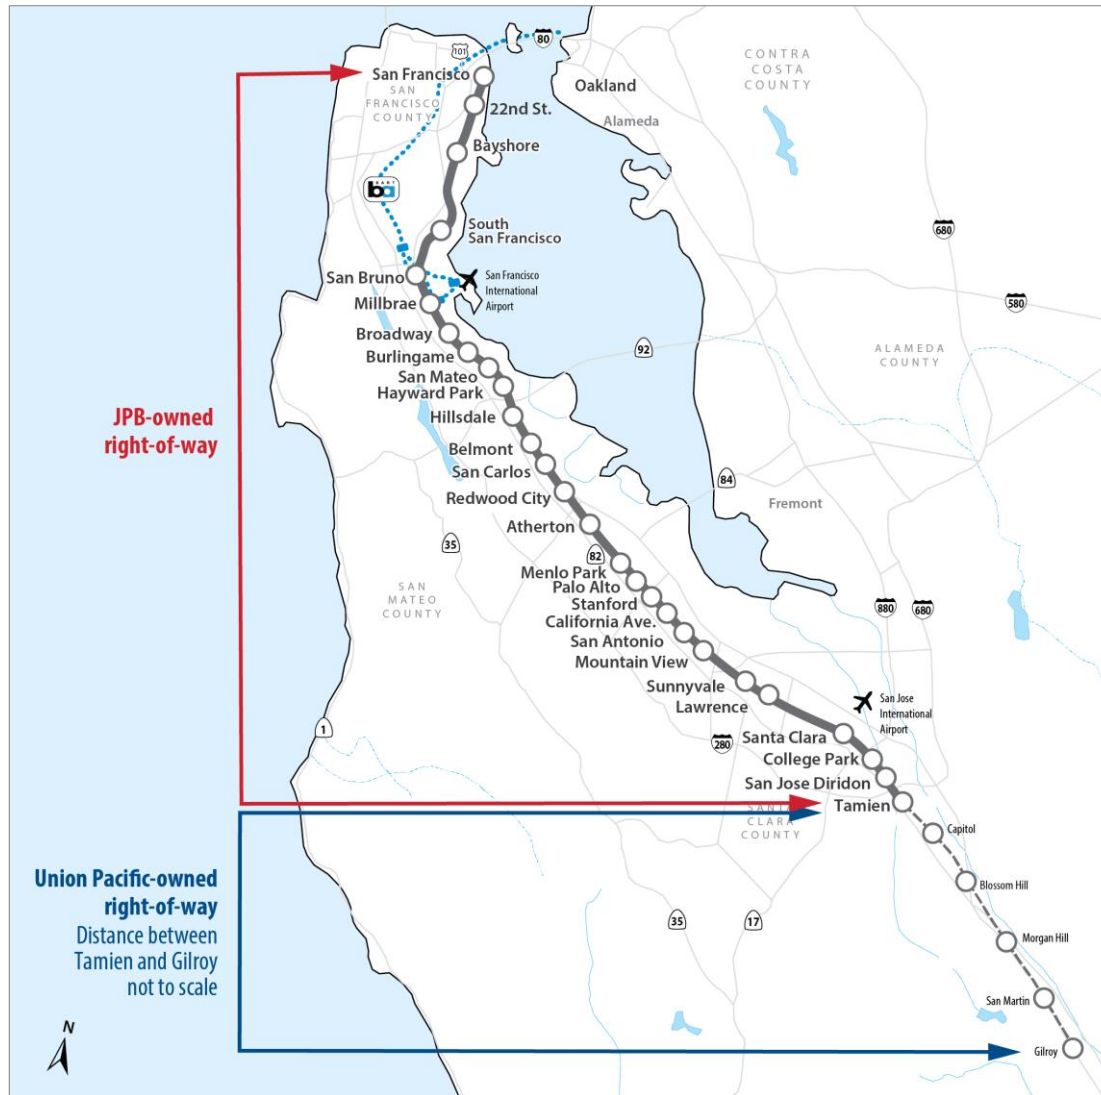 101
80
San Francisco
SAN
FRANCISCO
COUNTY
CONTRA
COSTA
COUNTY
Oakland
22nd St.
Alameda
Bayshore
BART
ba
South
San Francisco
680
San Bruno
San Francisco
International
Airport
Millbrae
580
Broadway
92
ALAMEDA
COUNTY
Burlingame
San Mateo
Hayward Park
JPB-owned
right-of-way
Hillsdale
Belmont
San Carlos
84
Redwood City
Fremont
Atherton
35
82
SAN
MATEO
COUNTY
Menlo Park
Palo Alto
Stanford
880
680
California Ave.
San Antonio
Mountain View
Sunnyvale
Lawrence
San Jose
International
Airport
1
280
Santa Clara
College Park
San Jose Diridon
Tamien
SANTA
CLARA
COUNTY
Capitol
Union Pacific-owned
right-of-way
Distance between
Tamien and Gilroy
not to scale
Blossom Hill
35
17
Morgan Hill
San Martin
N
Gilroy